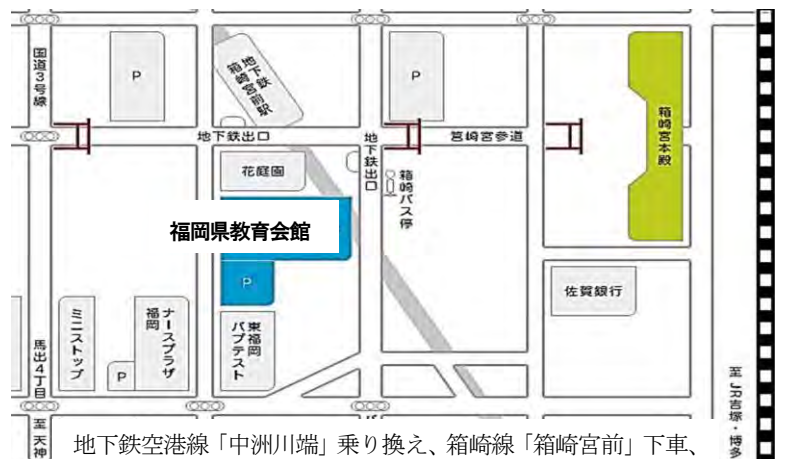 国道3号線
P
地下鉄
箱崎宮前駅
P
箱崎宮本殿
地下鉄出口
地下鉄出口
筥崎宮参道
花庭園
箱崎バス停
福岡県教育会館
P
佐賀銀行
ミニストップ
P
ナースプラザ
福岡
東福岡
バプテスト
馬出4丁目
至 天神
至 JR吉塚・博多
地下鉄空港線「中洲川端」乗り換え、箱崎線「箱崎宮前」下車、